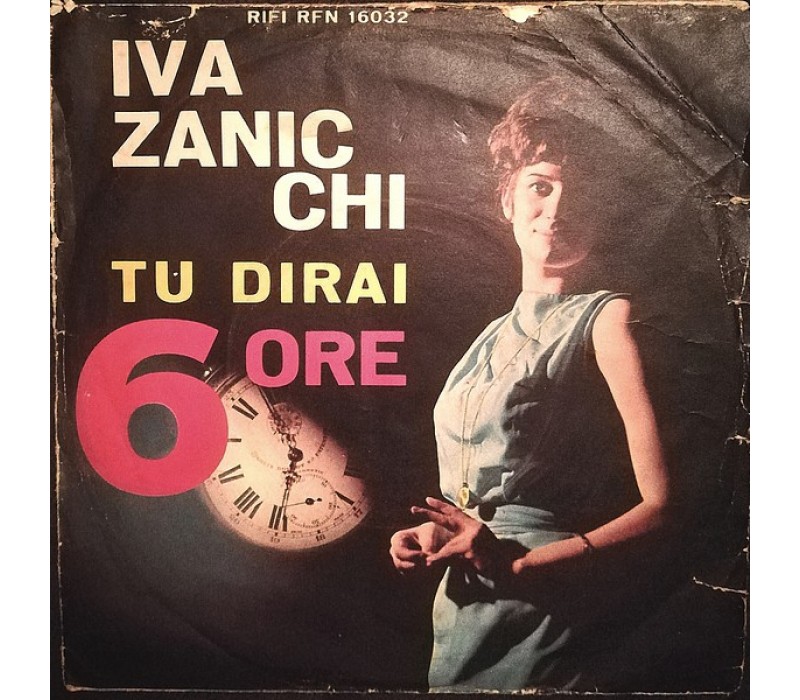 RIFI RFN 16032
IVA
ZANIC
CHI
TU DIRAI
6 ORE